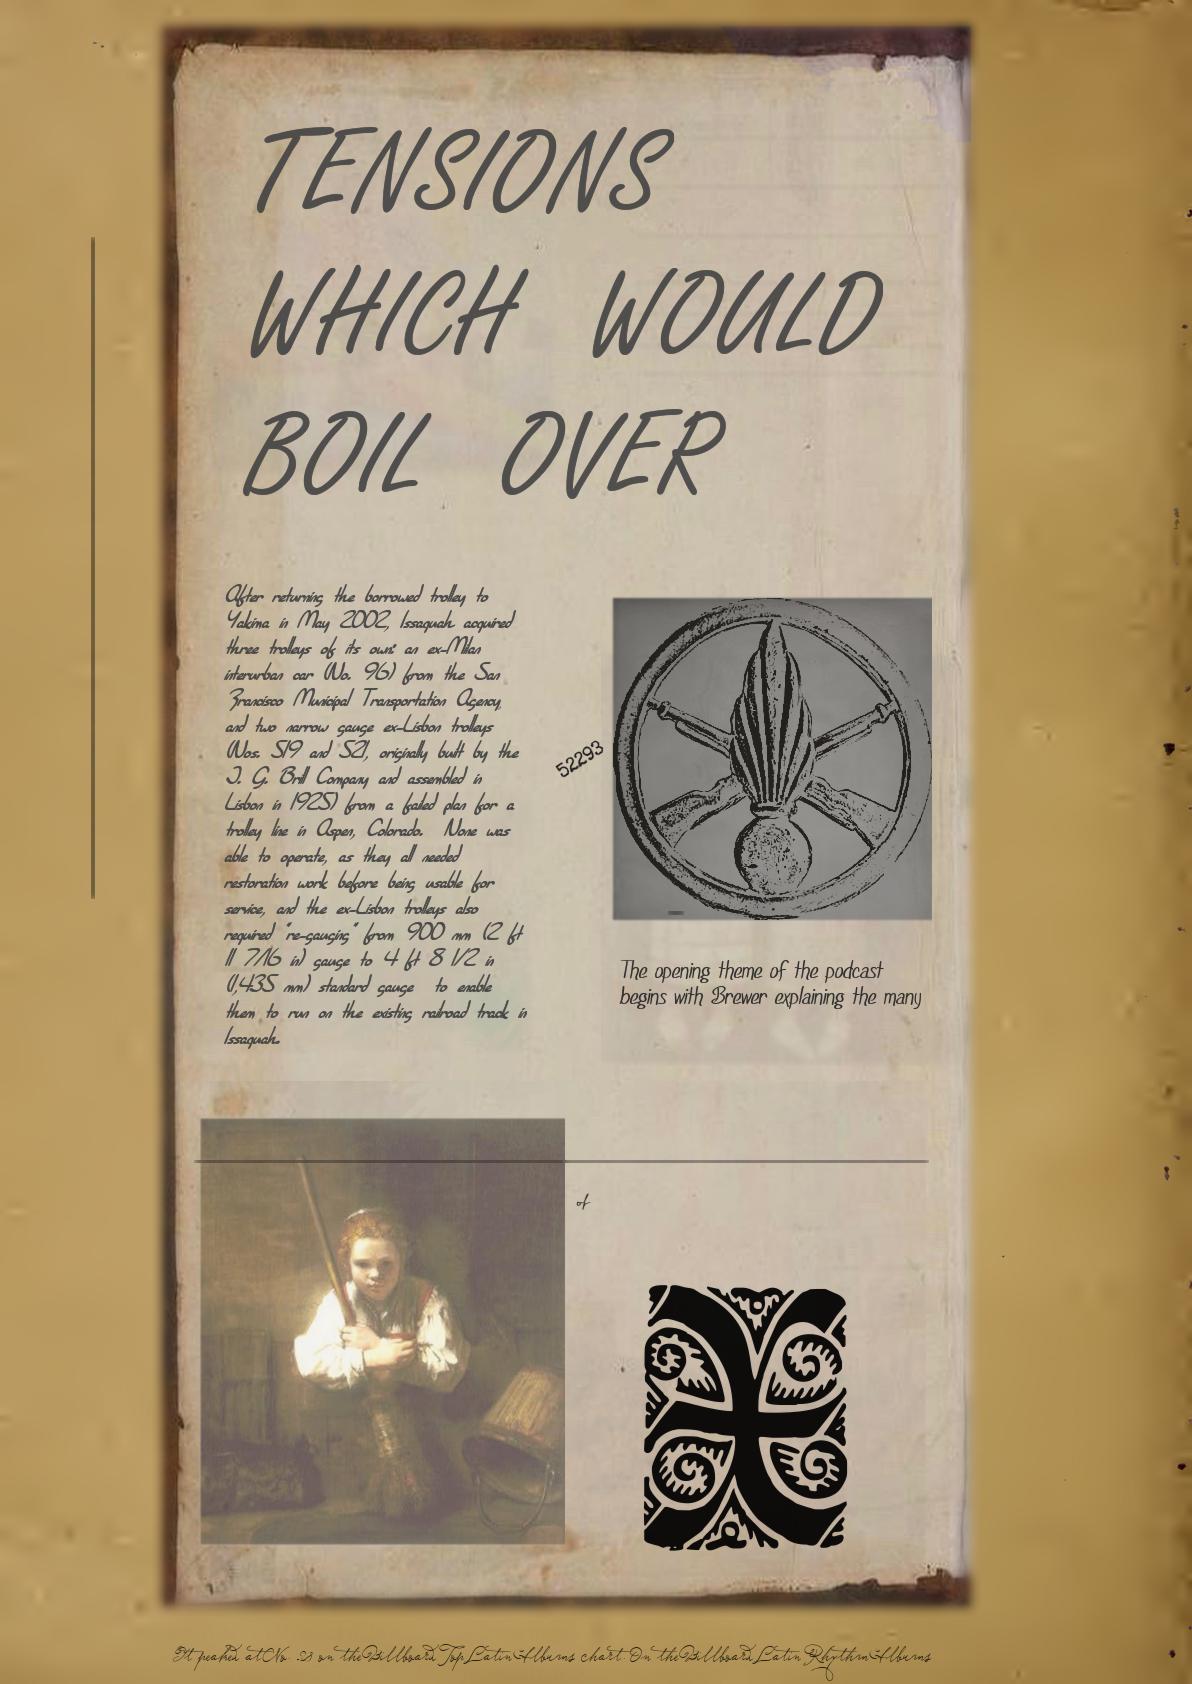 TENSIONS
WHICH WOULD
BOIL OVER
After returning the borrowed trolley to
Yakima in May 2002, Issaquah acquired
three trolleys of its own: an ex-Milan
interurban car (No. 96) from the San
Francisco Municipal Transportation Agency,
and two narrow gauge ex-Lisbon trolleys
(Nos. 519 and 521, originally built by the
J. G. Brill Company and assembled in
Lisbon in 1925) from a failed plan for a
trolley line in Aspen, Colorado. None was
able to operate, as they all needed
restoration work before being usable for
service, and the ex-Lisbon trolleys also
required "re-gauging" from 900 mm (2 ft
11 7/16 in) gauge to 4 ft 8 1/2 in
(1,435 mm) standard gauge to enable
them to run on the existing railroad track in
Issaquah.
52293
The opening theme of the podcast
begins with Brewer explaining the many
of
It peaked at No. on the Billboard Top Latin Albums chart. On the Billboard Latin Rhythm Albums